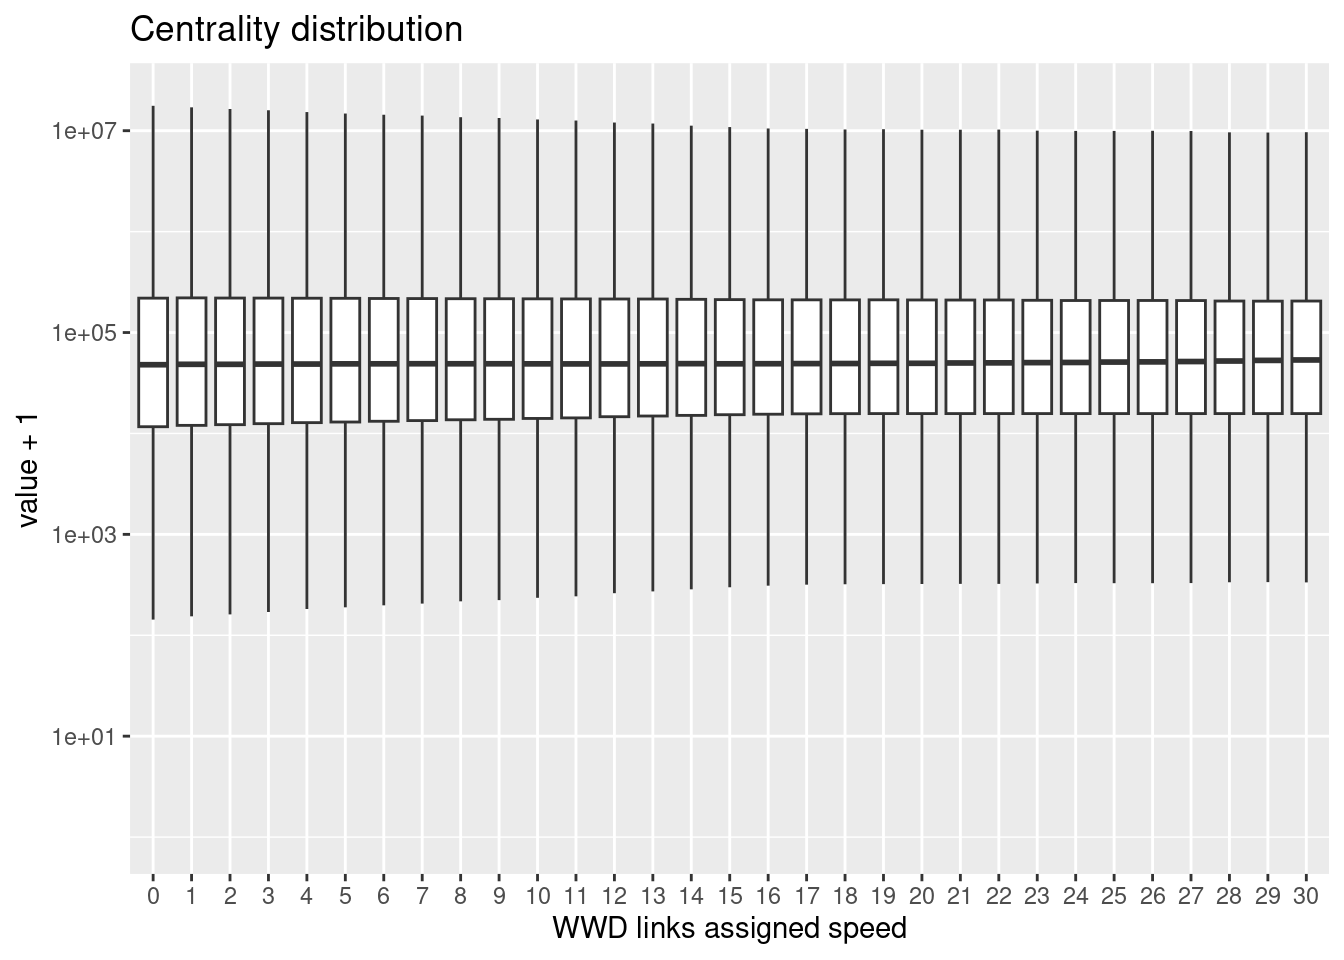 Centrality distribution
1e+07
1e+05
1e+03
1e+01
value + 1
0 1 2 3 4 5 6 7 8 9 10 11 12 13 14 15 16 17 18 19 20 21 22 23 24 25 26 27 28 29 30
WWD links assigned speed